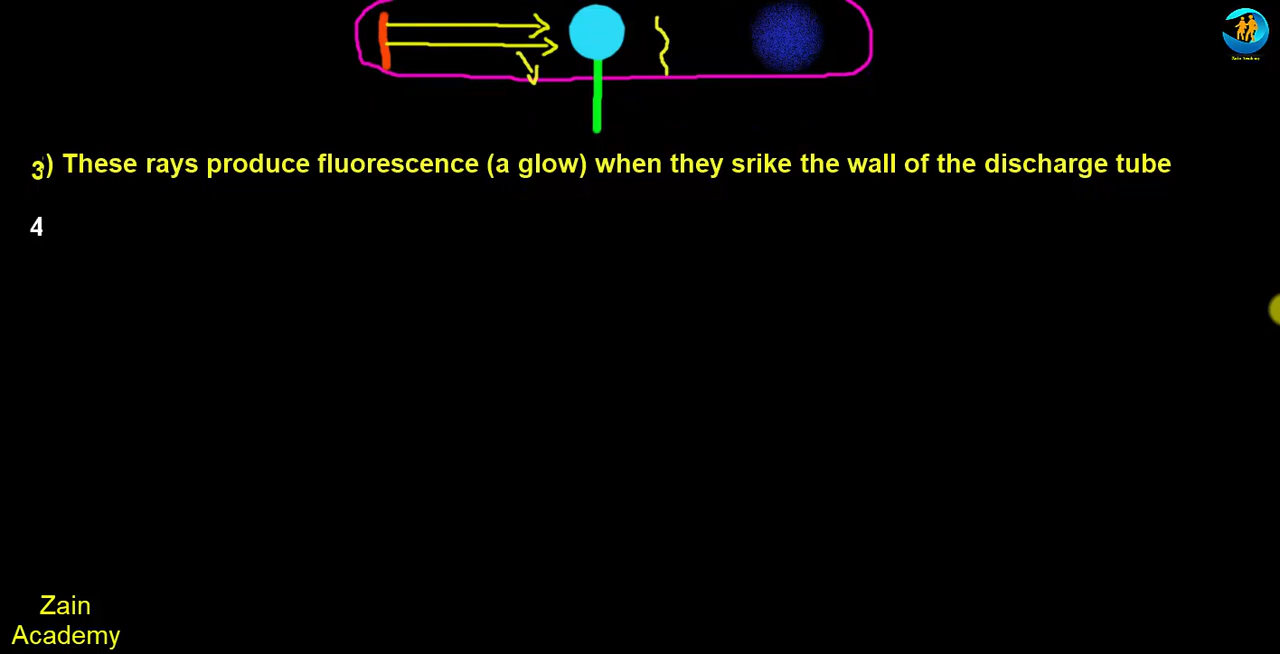 3) These rays produce fluorescence (a glow) when they srike the wall of the discharge tube
4
Zain
Academy